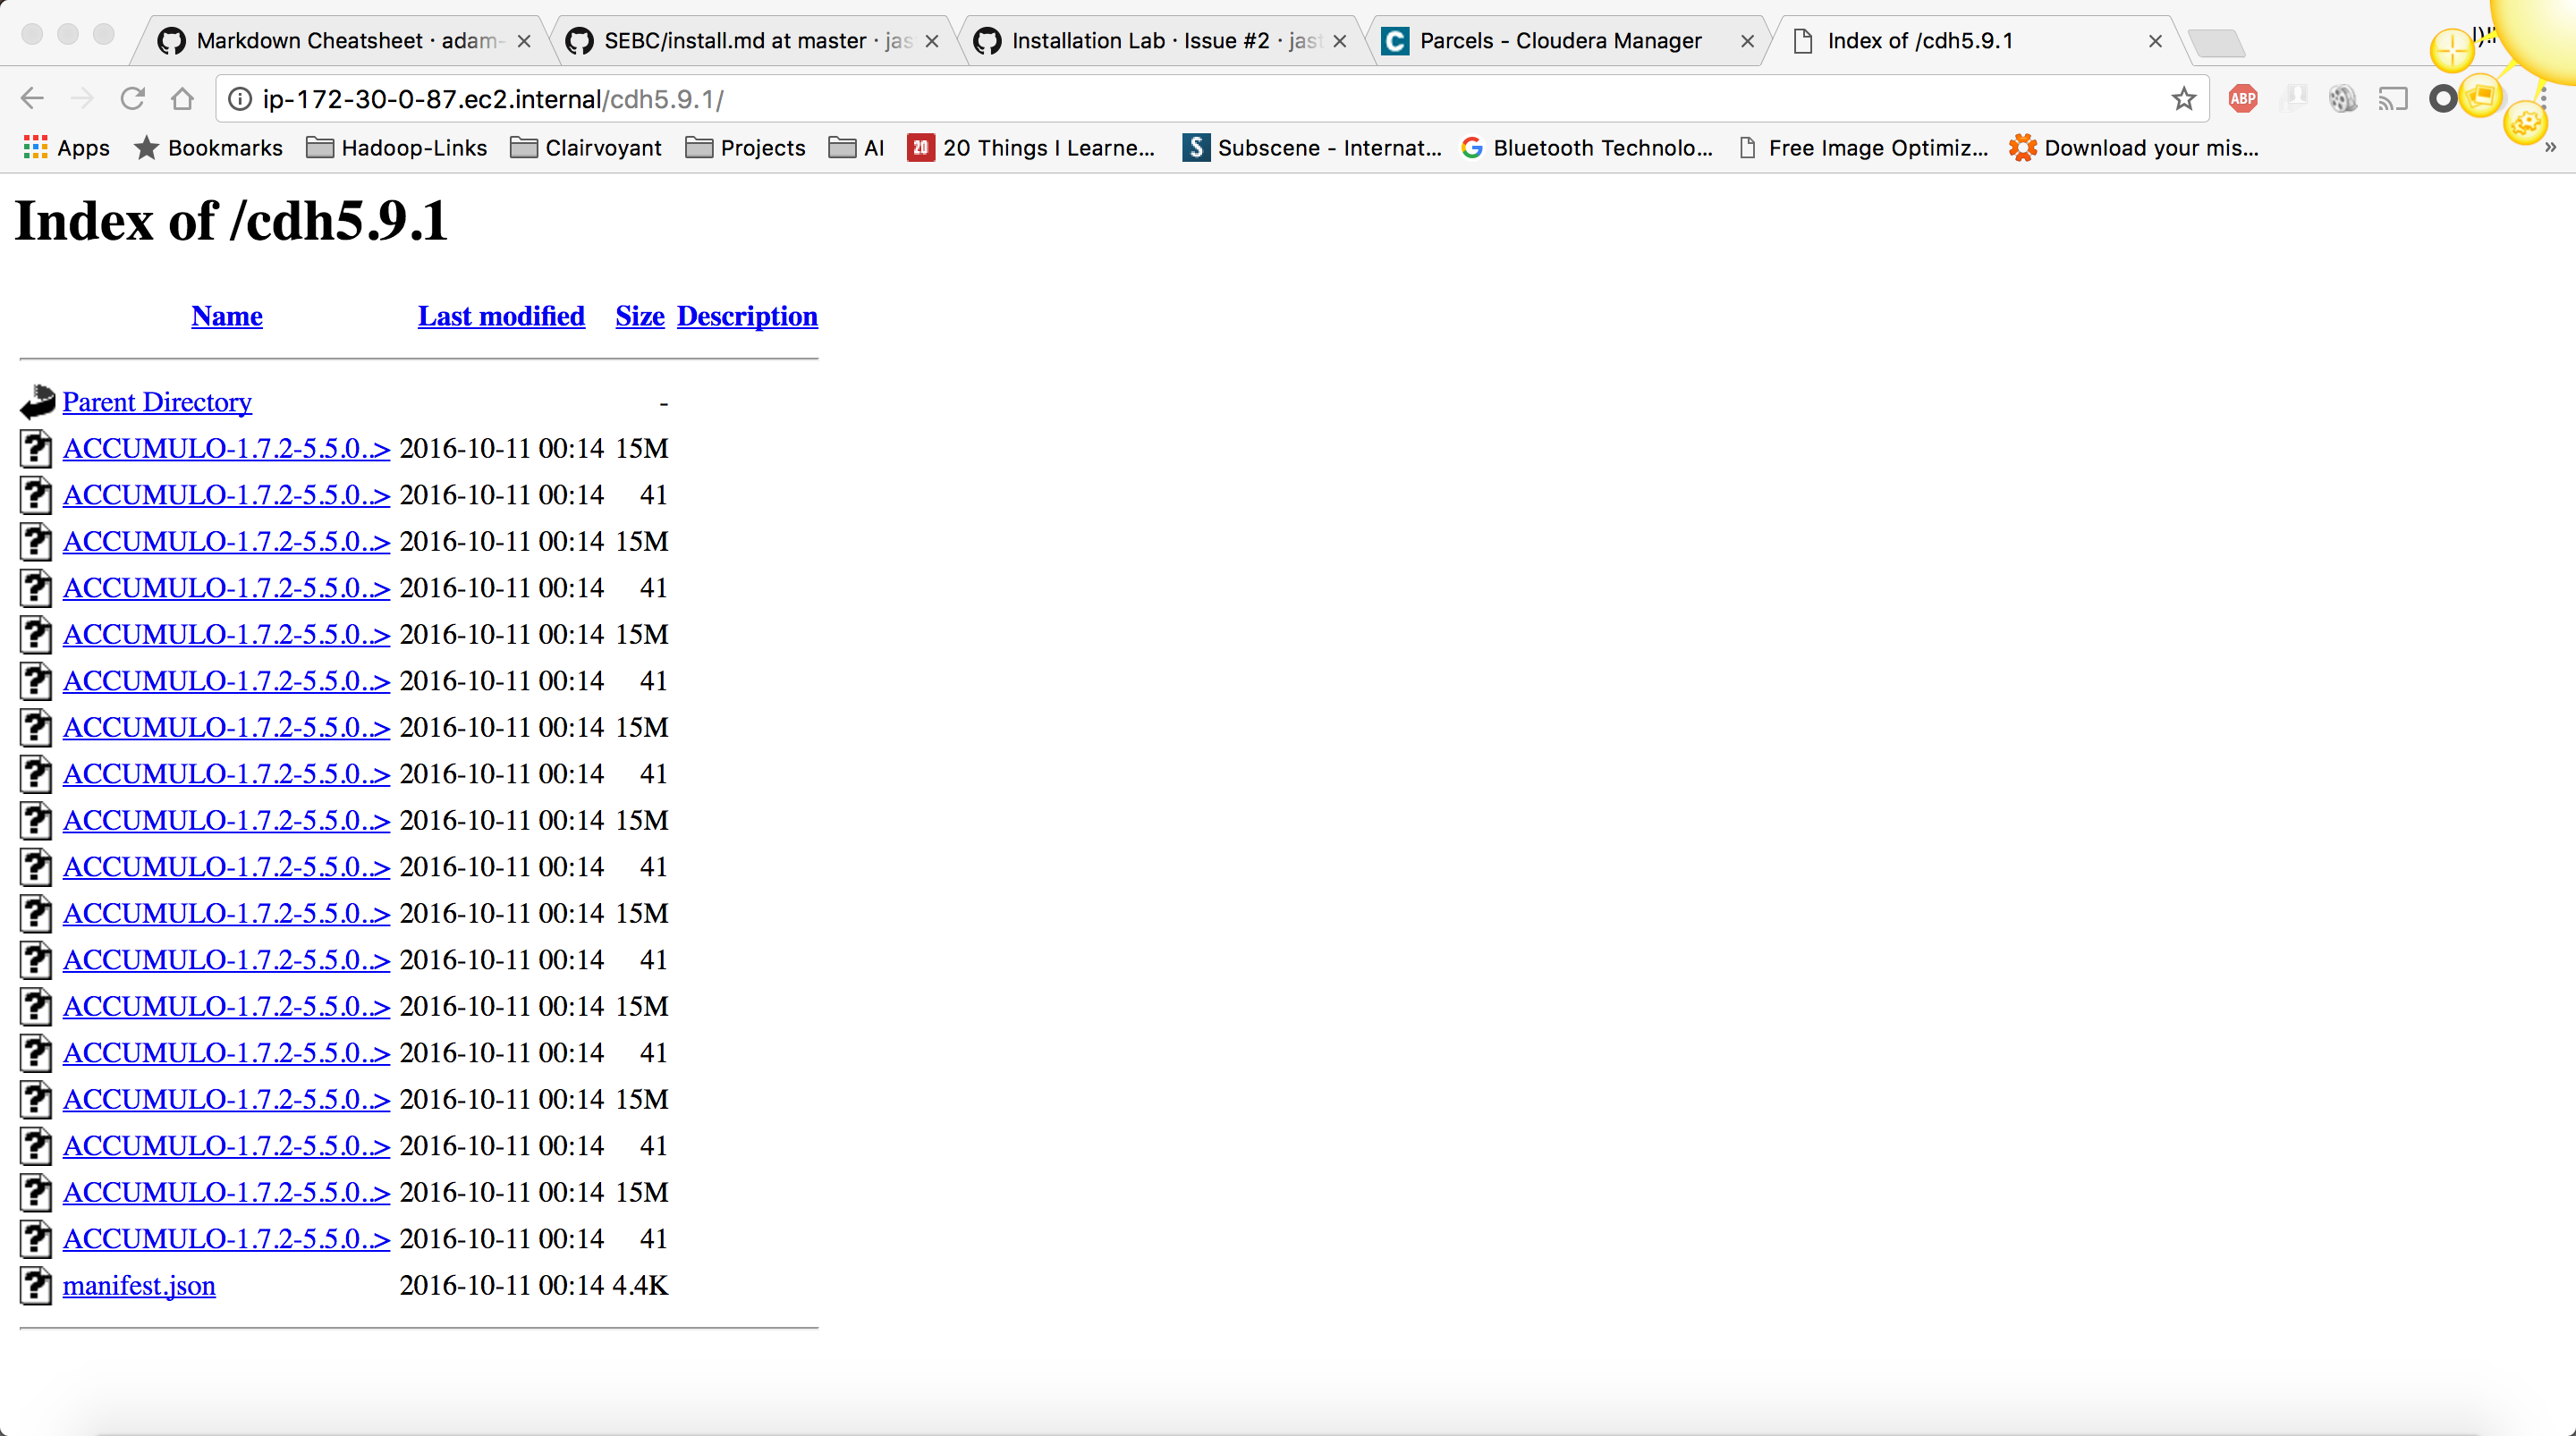 Markdown Cheatsheet · adam-
SEBC/install.md at master · jas
Installation Lab · Issue #2 · jast
C Parcels - Cloudera Manager
Index of /cdh5.9.1
ip-172-30-0-87.ec2.internal/cdh5.9.1/
ABP
Apps Bookmarks Hadoop-Links Clairvoyant Projects AI 20 20 Things I Learne... S Subscene - Internat... G Bluetooth Technolo... Free Image Optimiz... Download your mis... »
Index of /cdh5.9.1
Name Last modified Size Description
Parent Directory -
ACCUMULO-1.7.2-5.5.0..> 2016-10-11 00:14 15M
ACCUMULO-1.7.2-5.5.0..> 2016-10-11 00:14 41
ACCUMULO-1.7.2-5.5.0..> 2016-10-11 00:14 15M
ACCUMULO-1.7.2-5.5.0..> 2016-10-11 00:14 41
ACCUMULO-1.7.2-5.5.0..> 2016-10-11 00:14 15M
ACCUMULO-1.7.2-5.5.0..> 2016-10-11 00:14 41
ACCUMULO-1.7.2-5.5.0..> 2016-10-11 00:14 15M
ACCUMULO-1.7.2-5.5.0..> 2016-10-11 00:14 41
ACCUMULO-1.7.2-5.5.0..> 2016-10-11 00:14 15M
ACCUMULO-1.7.2-5.5.0..> 2016-10-11 00:14 41
ACCUMULO-1.7.2-5.5.0..> 2016-10-11 00:14 15M
ACCUMULO-1.7.2-5.5.0..> 2016-10-11 00:14 41
ACCUMULO-1.7.2-5.5.0..> 2016-10-11 00:14 15M
ACCUMULO-1.7.2-5.5.0..> 2016-10-11 00:14 41
ACCUMULO-1.7.2-5.5.0..> 2016-10-11 00:14 15M
ACCUMULO-1.7.2-5.5.0..> 2016-10-11 00:14 41
ACCUMULO-1.7.2-5.5.0..> 2016-10-11 00:14 15M
ACCUMULO-1.7.2-5.5.0..> 2016-10-11 00:14 41
manifest.json 2016-10-11 00:14 4.4K